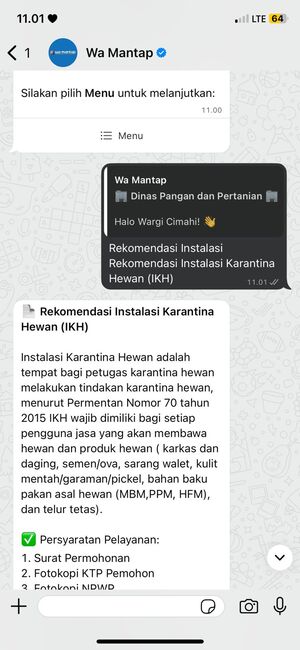 11.01
LTE 64
1
WA MANTAP
Wa Mantap
Silakan pilih Menu untuk melanjutkan:
11.00
Menu
Wa Mantap
Dinas Pangan dan Pertanian
Halo Wargi Cimahi! 👋
Rekomendasi Instalasi
Rekomendasi Instalasi Karantina
Hewan (IKH)
11.01
Rekomendasi Instalasi Karantina
Hewan (IKH)
Instalasi Karantina Hewan adalah
tempat bagi petugas karantina hewan
melakukan tindakan karantina hewan,
menurut Permentan Nomor 70 tahun
2015 IKH wajib dimiliki bagi setiap
pengguna jasa yang akan membawa
hewan dan produk hewan ( karkas dan
daging, semen/ova, sarang walet, kulit
mentah/garaman/pickel, bahan baku
pakan asal hewan (MBM,PPM, HFM),
dan telur tetas).
✅ Persyaratan Pelayanan:
1. Surat Permohonan
2. Fotokopi KTP Pemohon
3. Fotokopi NPWP